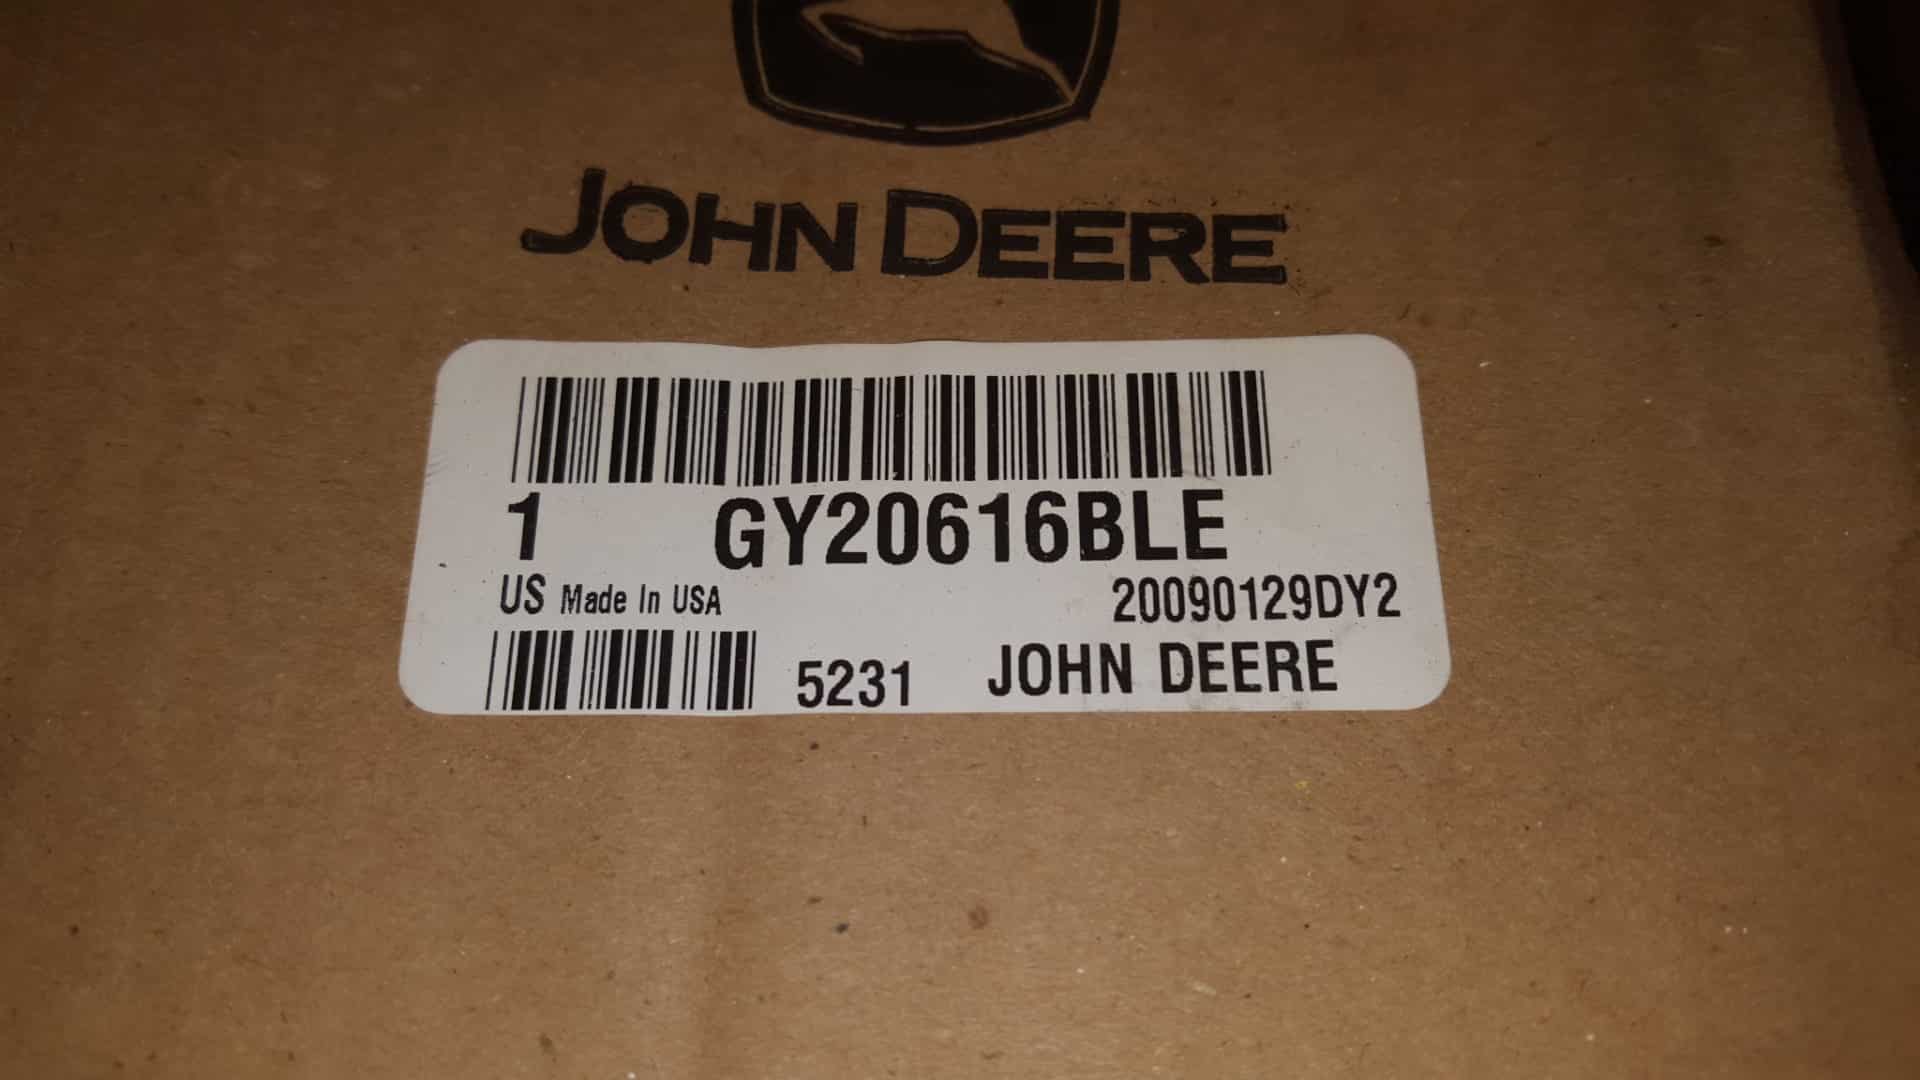 JOHN DEERE
1 GY20616BLE
US Made In USA 20090129DY2
5231 JOHN DEERE